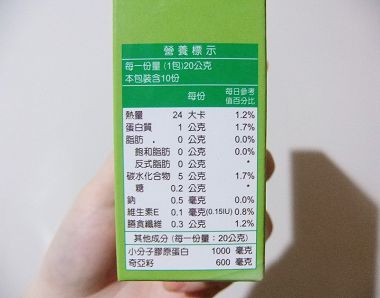 營養標示
每一份量 (1包)20公克
本包裝含10份
每份 每日參考值百分比
熱量 24 大卡 1.2%
蛋白質 1 公克 1.7%
脂肪 0 公克 0.0%
飽和脂肪 0 公克 0.0%
反式脂肪 0 公克 *
碳水化合物 5 公克 1.7%
糖 0.2 公克 *
鈉 0.5 毫克 0.0%
維生素E 0.1 毫克(0.15IU) 0.8%
膳食纖維 0.3 公克 1.2%
其他成分 (每一份量：20公克)
小分子膠原蛋白 1000 毫克
奇亞籽 600 毫克